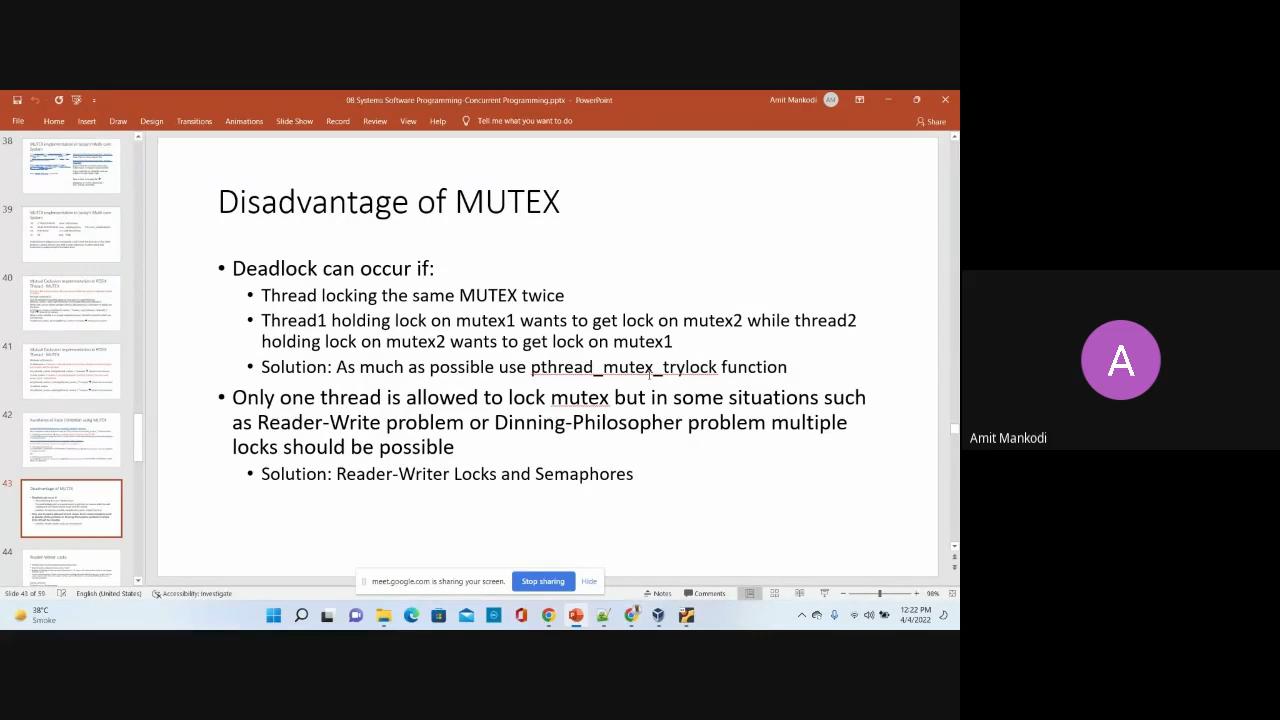 08 Systems Software Programming-Concurrent Programming.pptx - PowerPoint
Amit Mankodi
AM
File Home Insert Draw Design Transitions Animations Slide Show Record Review View Help Tell me what you want to do
Share
38
39
40
41
42
43
44
Disadvantage of MUTEX
• Deadlock can occur if:
• Thread locking the same MUTEX twice
• Thread1 holding lock on mutex1 wants to get lock on mutex2 while thread2
holding lock on mutex2 wants to get lock on mutex1
• Solution: As much as possible use pthread_mutex_trylock function
• Only one thread is allowed to lock mutex but in some situations such
as Reader-Write problem or Dinning-Philosopher problem multiple
locks should be possible
• Solution: Reader-Writer Locks and Semaphores
meet.google.com is sharing your screen. Stop sharing Hide
Slide 43 of 59 English (United States) Accessibility: Investigate Notes Comments 98%
38°C
Smoke
12:22 PM
4/4/2022
A
Amit Mankodi